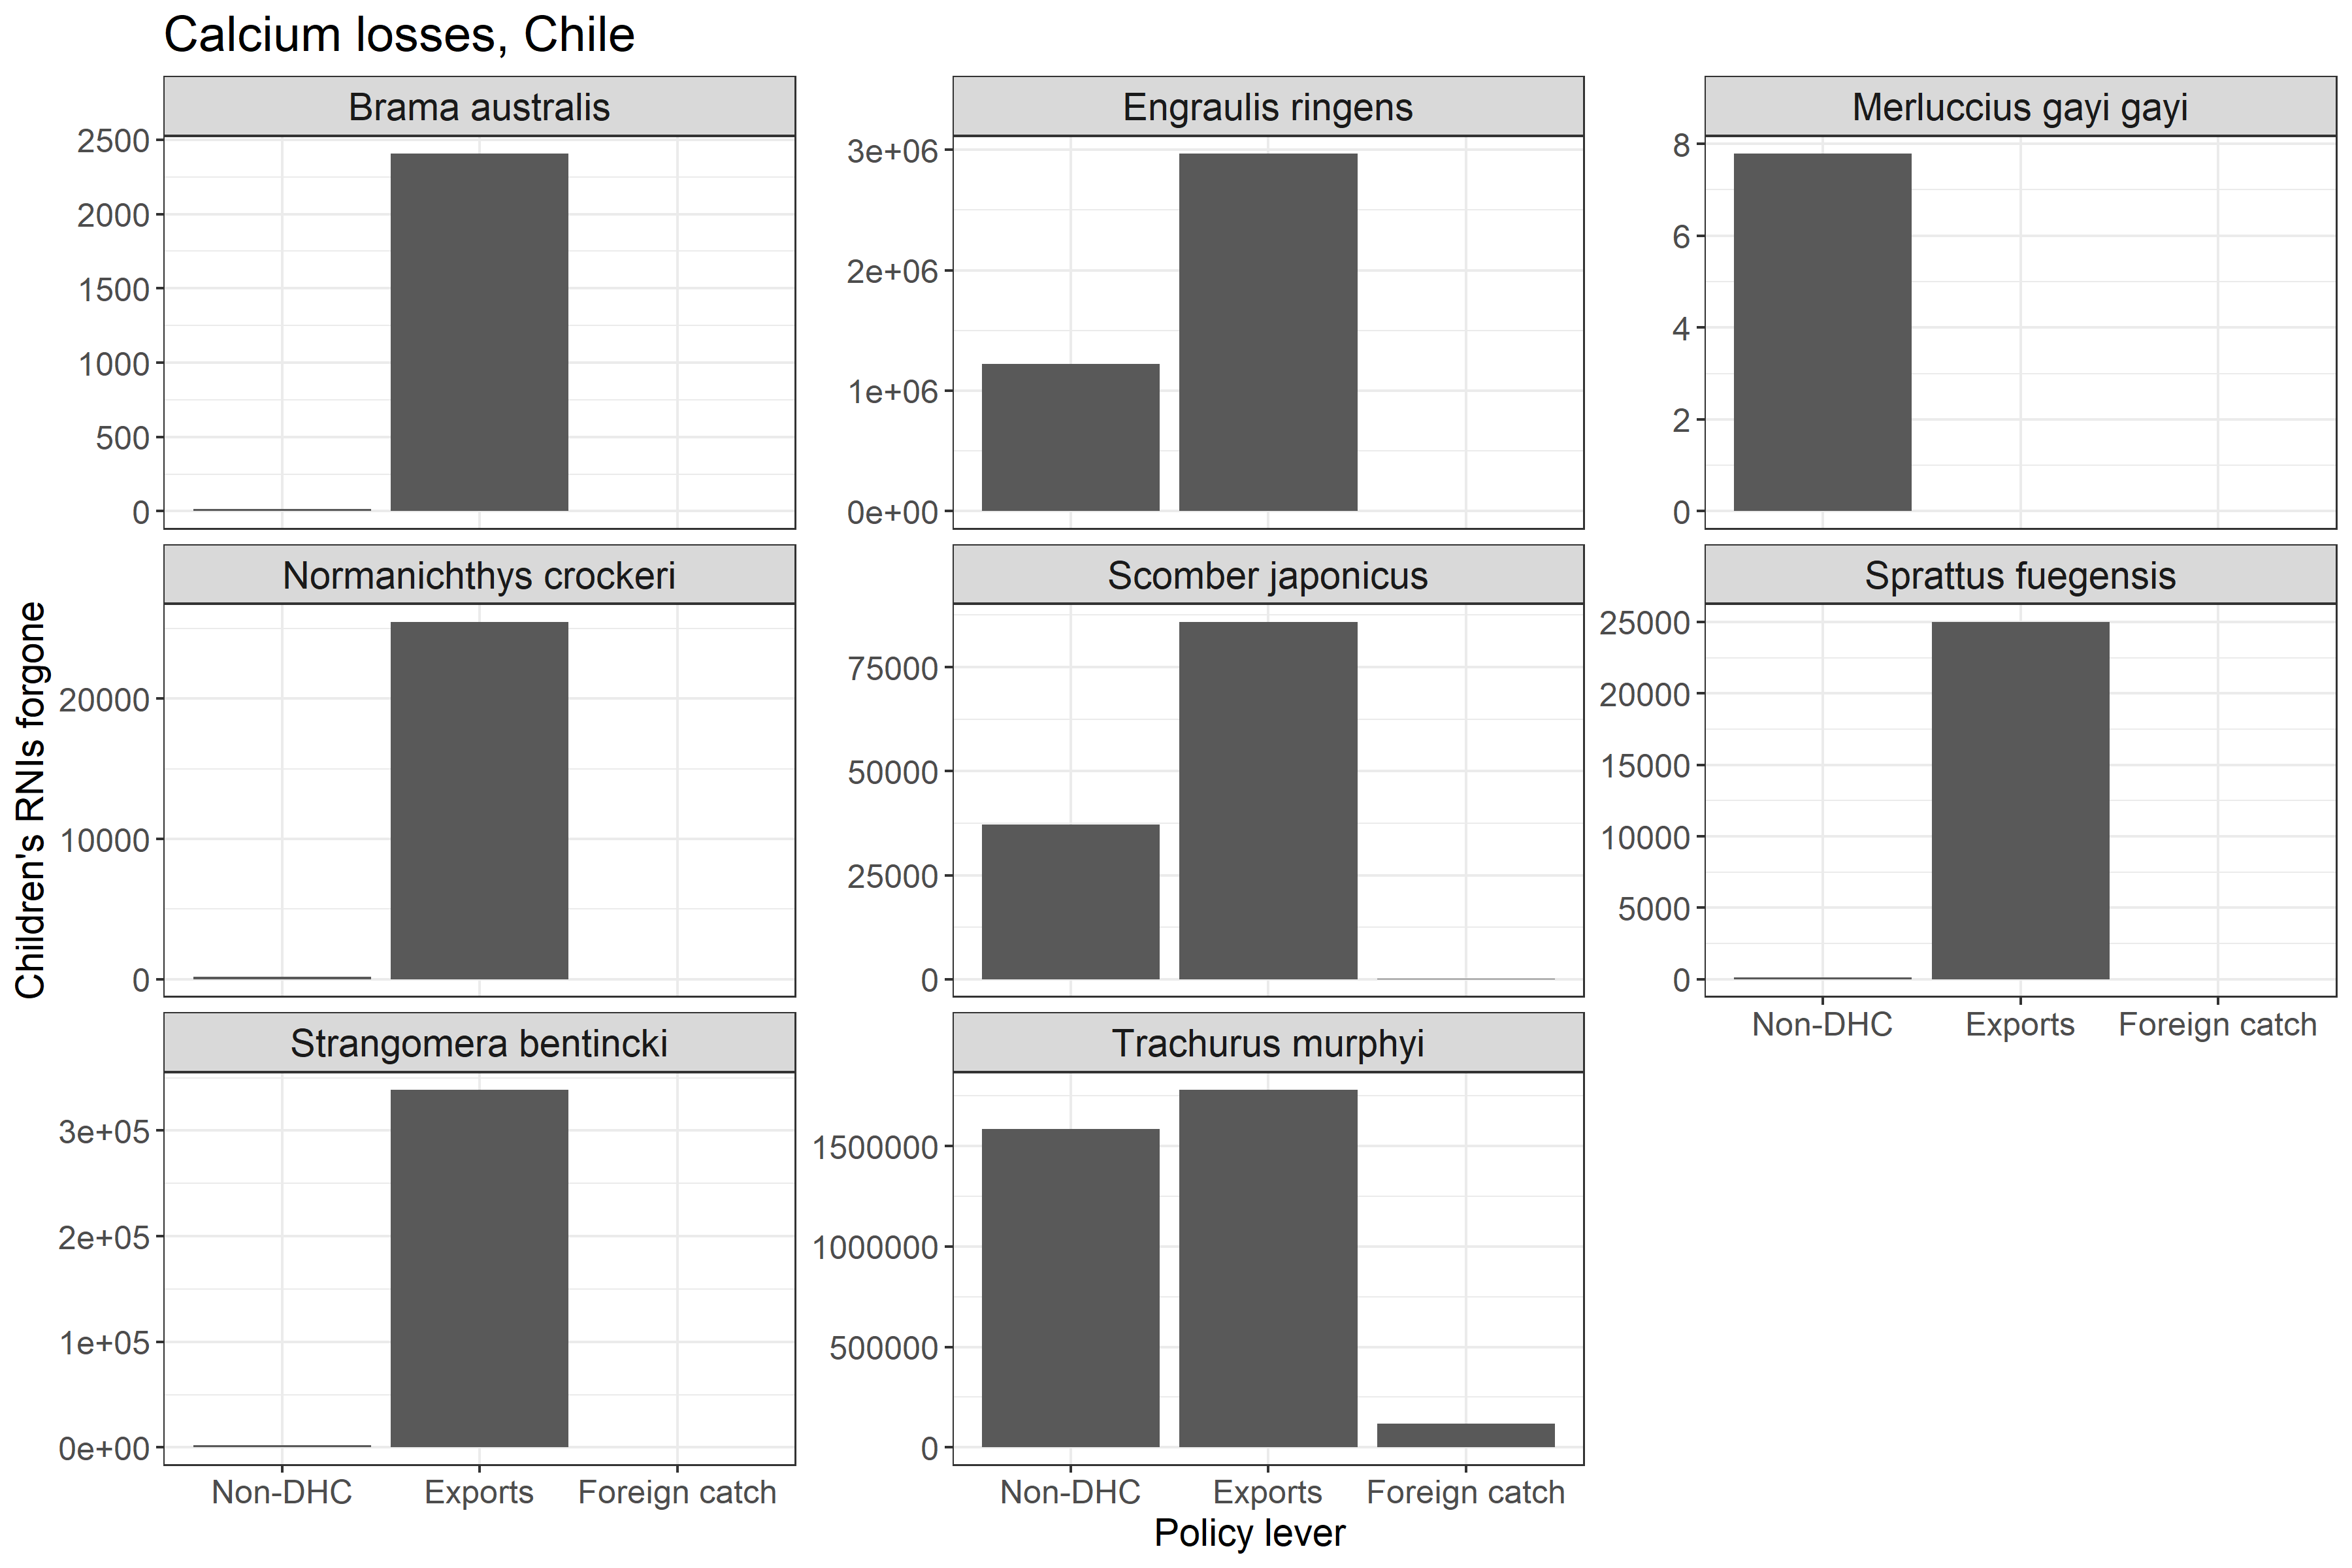 Calcium losses, Chile
Brama australis
Engraulis ringens
Merluccius gayi gayi
2500
2000
1500
1000
500
0
3e+06
2e+06
1e+06
0e+00
8
6
4
2
0
Normanichthys crockeri
Scomber japonicus
Sprattus fuegensis
20000
10000
0
75000
50000
25000
0
25000
20000
15000
10000
5000
0
Non-DHC Exports Foreign catch
Strangomera bentincki
Trachurus murphyi
3e+05
2e+05
1e+05
0e+00
1500000
1000000
500000
0
Non-DHC Exports Foreign catch
Non-DHC Exports Foreign catch
Policy lever
Children's RNIs forgone